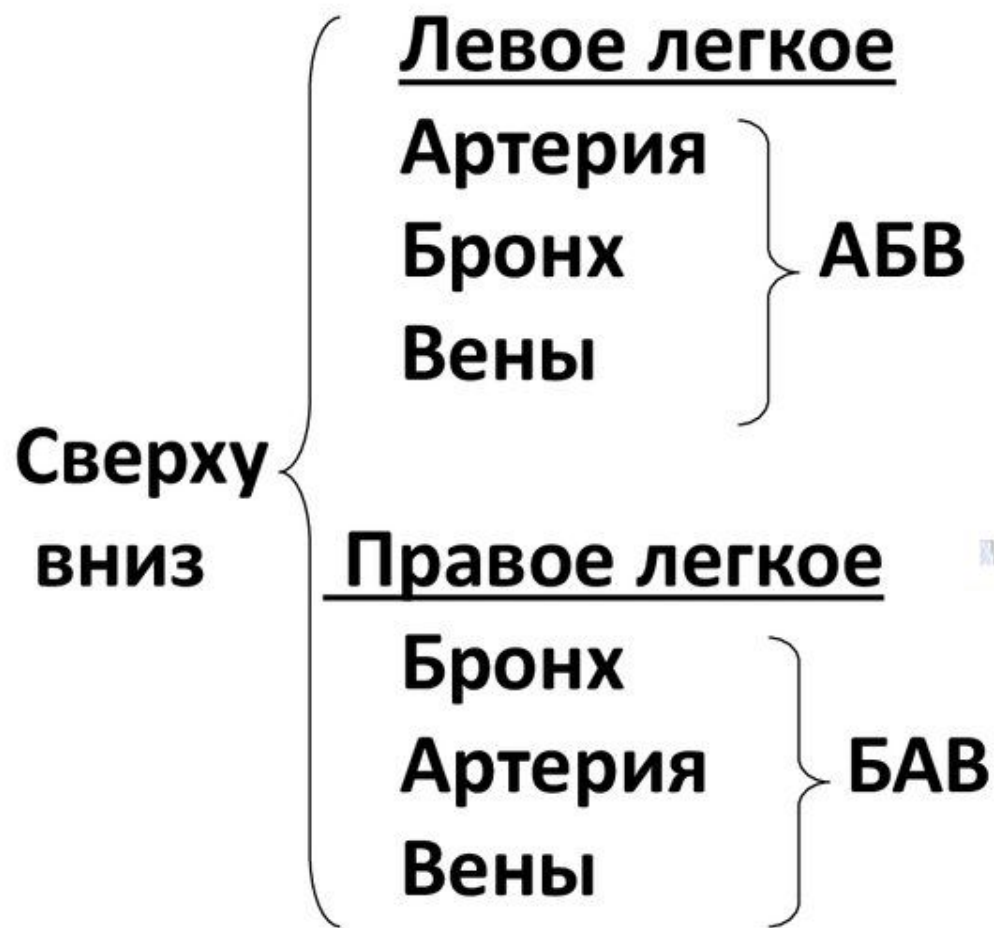 Левое легкое
Артерия
Бронх
АБВ
Вены
Сверху
вниз
Правое легкое
Бронх
Артерия
БАВ
Вены